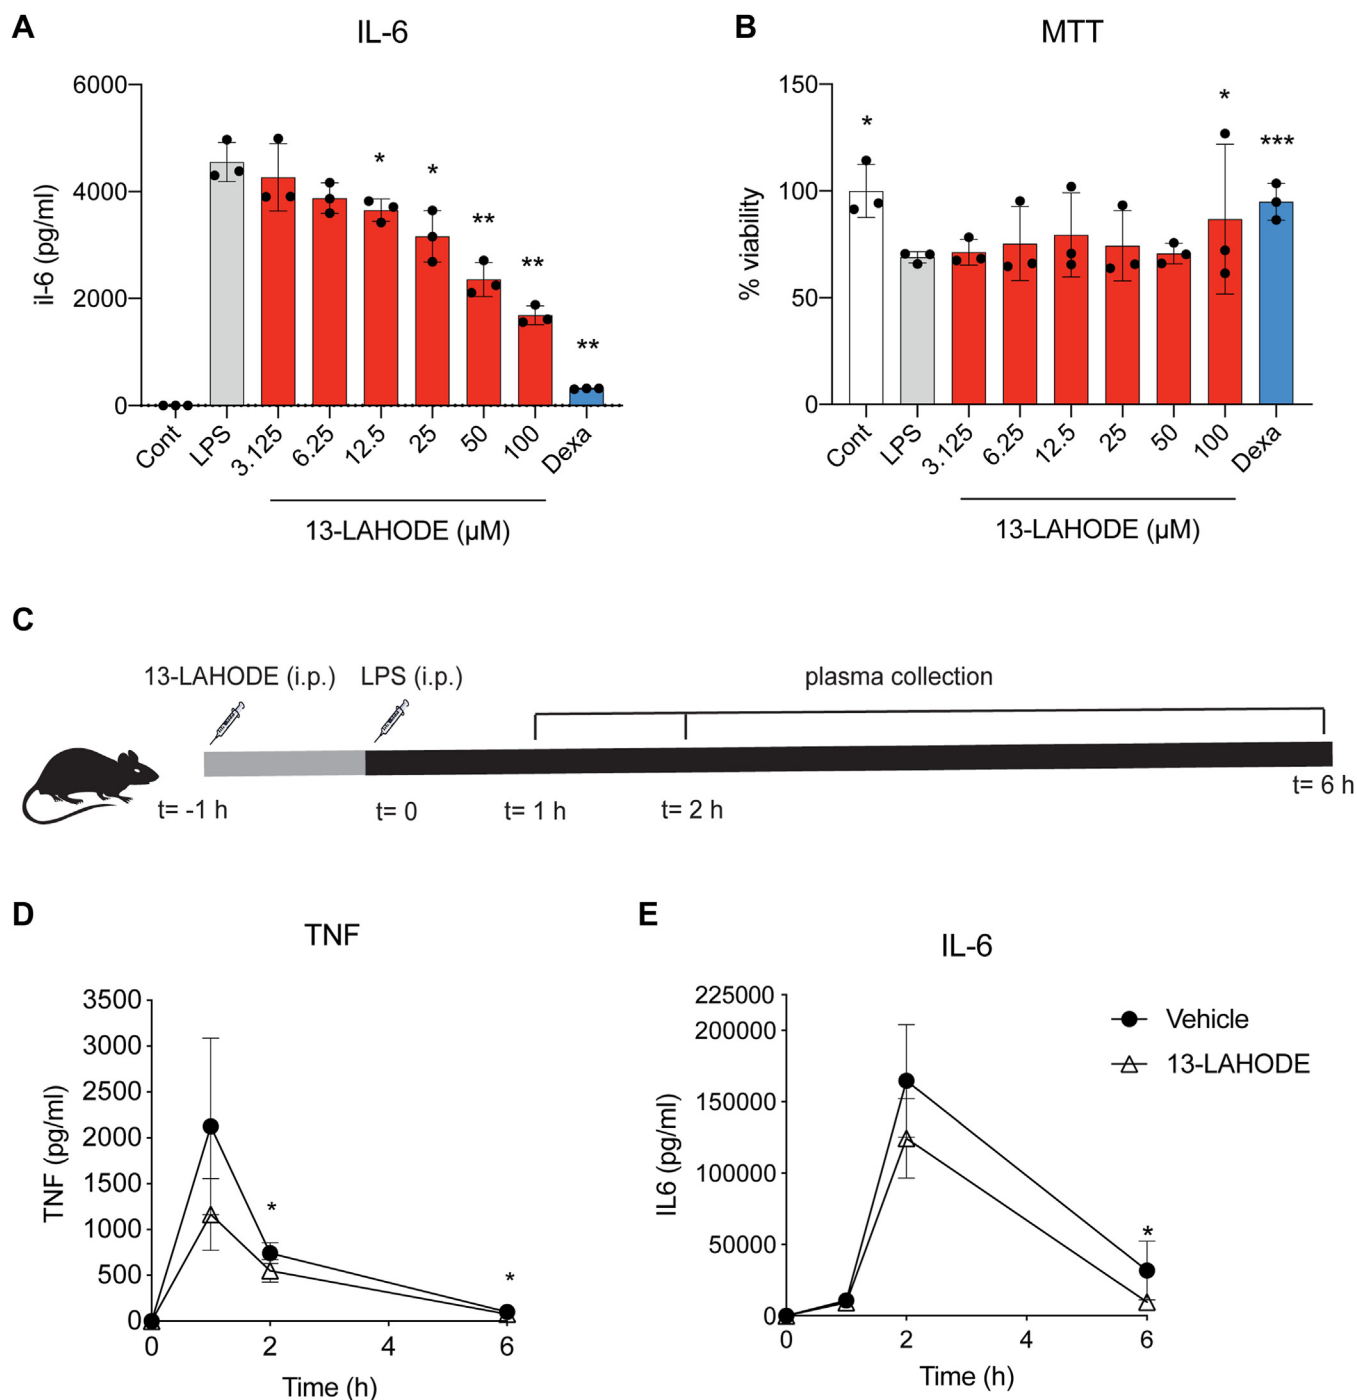 A
IL-6
il-6 (pg/ml)
6000
4000
2000
0
*
*
**
**
**
Cont
LPS
3.125
6.25
12.5
25
50
100
Dexa
13-LAHODE (µM)
B
MTT
% viability
150
100
50
0
*
*
***
Cont
LPS
3.125
6.25
12.5
25
50
100
Dexa
13-LAHODE (µM)
C
13-LAHODE (i.p.)
LPS (i.p.)
plasma collection
t= -1 h
t= 0
t= 1 h
t= 2 h
t= 6 h
D
TNF
TNF (pg/ml)
3500
3000
2500
2000
1500
1000
500
0
*
*
0
2
4
6
Time (h)
E
IL-6
IL6 (pg/ml)
225000
200000
150000
100000
50000
0
*
0
2
4
6
Time (h)
Vehicle
13-LAHODE